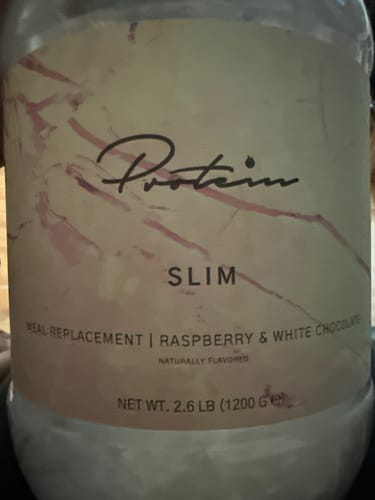 Protein
SLIM
MEAL REPLACEMENT | RASPBERRY & WHITE CHOCOLATE
NATURALLY FLAVORED
NET WT. 2.6 LB (1200 G ℮)